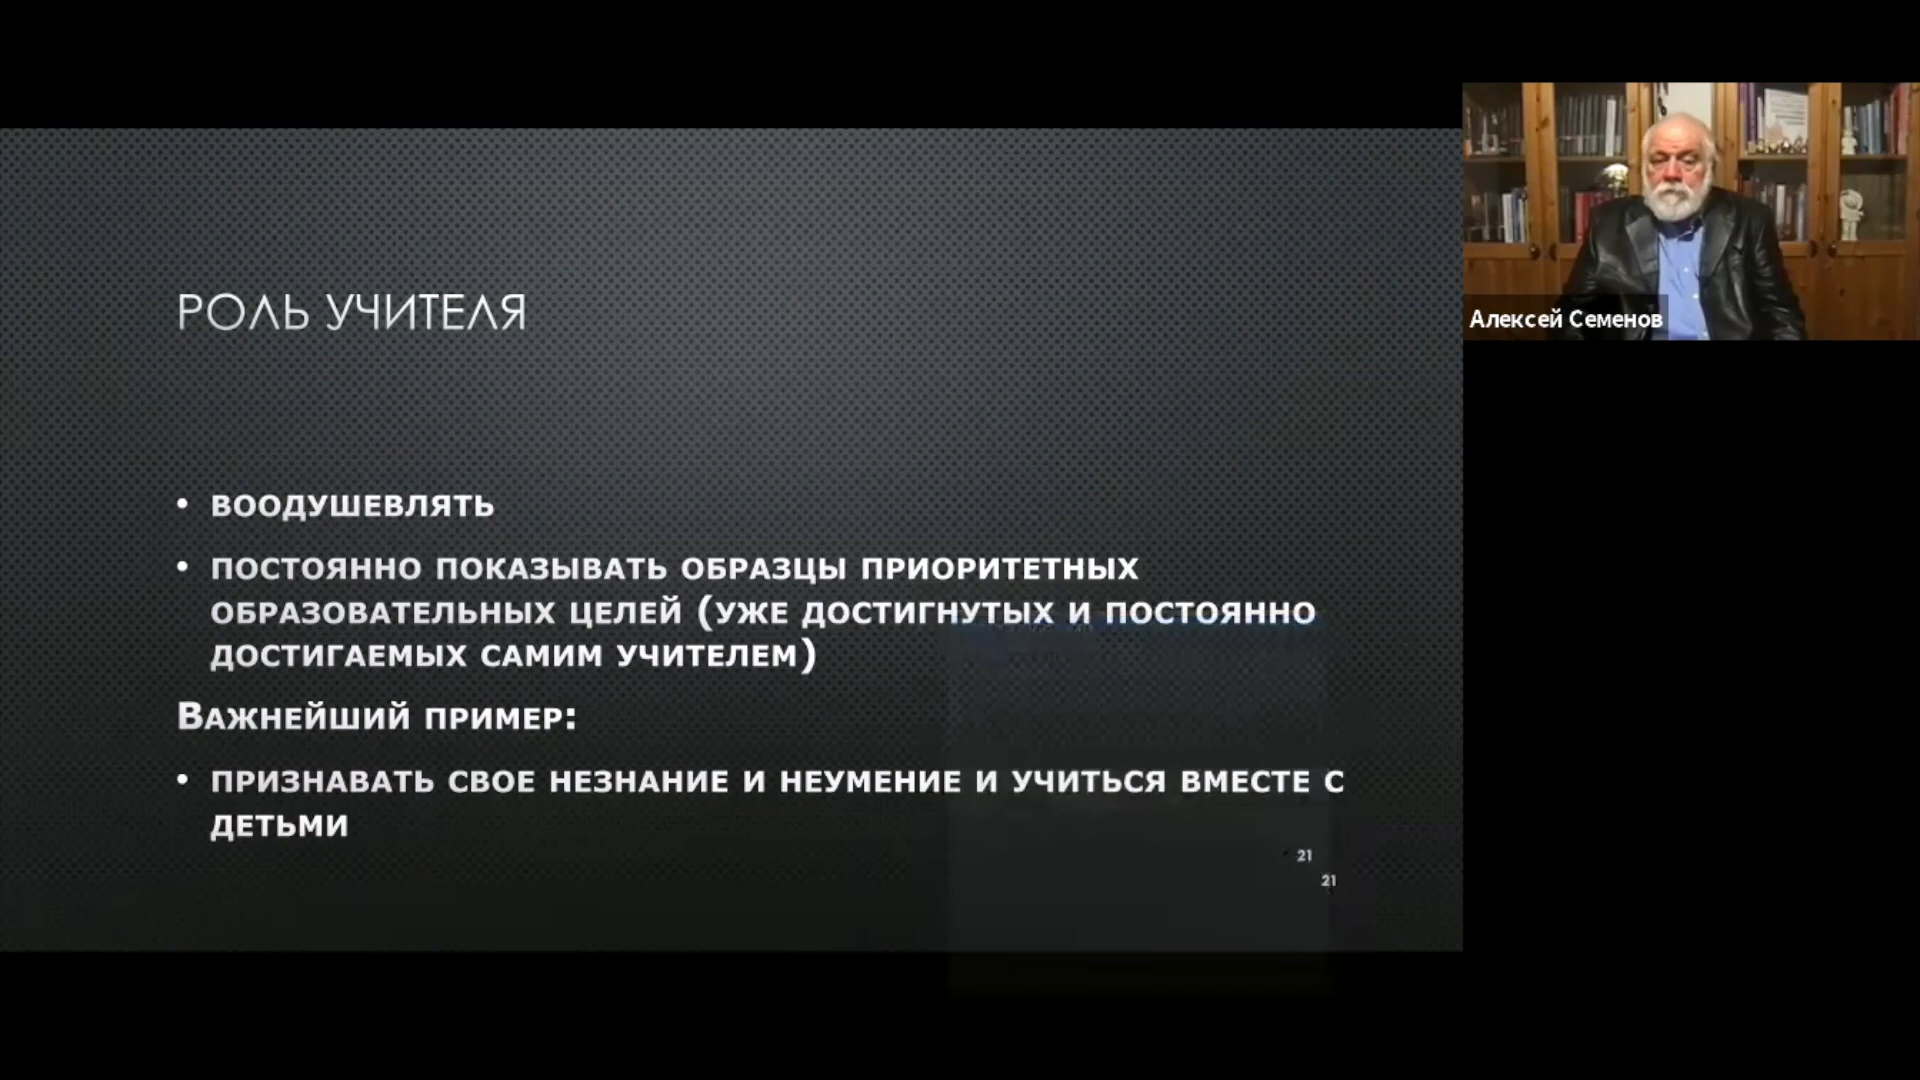 РОЛЬ УЧИТЕЛЯ
• ВООДУШЕВЛЯТЬ
• ПОСТОЯННО ПОКАЗЫВАТЬ ОБРАЗЦЫ ПРИОРИТЕТНЫХ
ОБРАЗОВАТЕЛЬНЫХ ЦЕЛЕЙ (УЖЕ ДОСТИГНУТЫХ И ПОСТОЯННО
ДОСТИГАЕМЫХ САМИМ УЧИТЕЛЕМ)
ВАЖНЕЙШИЙ ПРИМЕР:
• ПРИЗНАВАТЬ СВОЕ НЕЗНАНИЕ И НЕУМЕНИЕ И УЧИТЬСЯ ВМЕСТЕ С
ДЕТЬМИ
21
21
Алексей Семенов